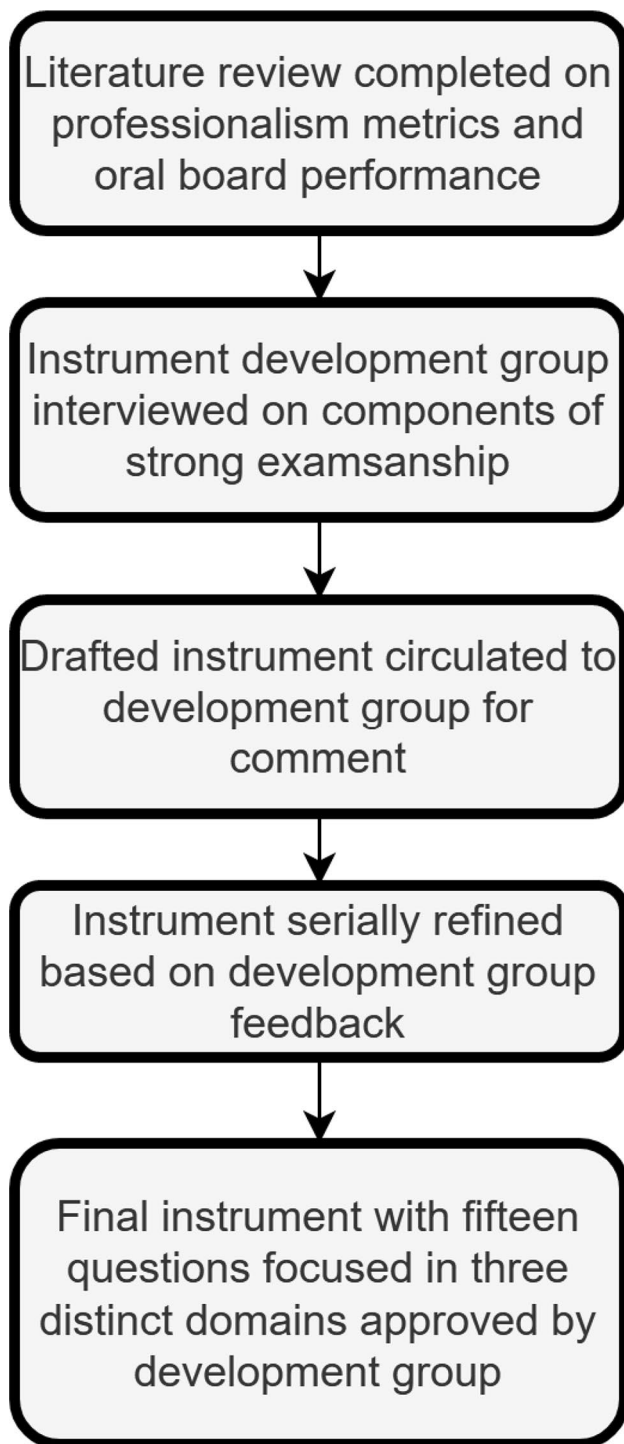 Literature review completed on
professionalism metrics and
oral board performance
Instrument development group
interviewed on components of
strong examsanship
Drafted instrument circulated to
development group for
comment
Instrument serially refined
based on development group
feedback
Final instrument with fifteen
questions focused in three
distinct domains approved by
development group